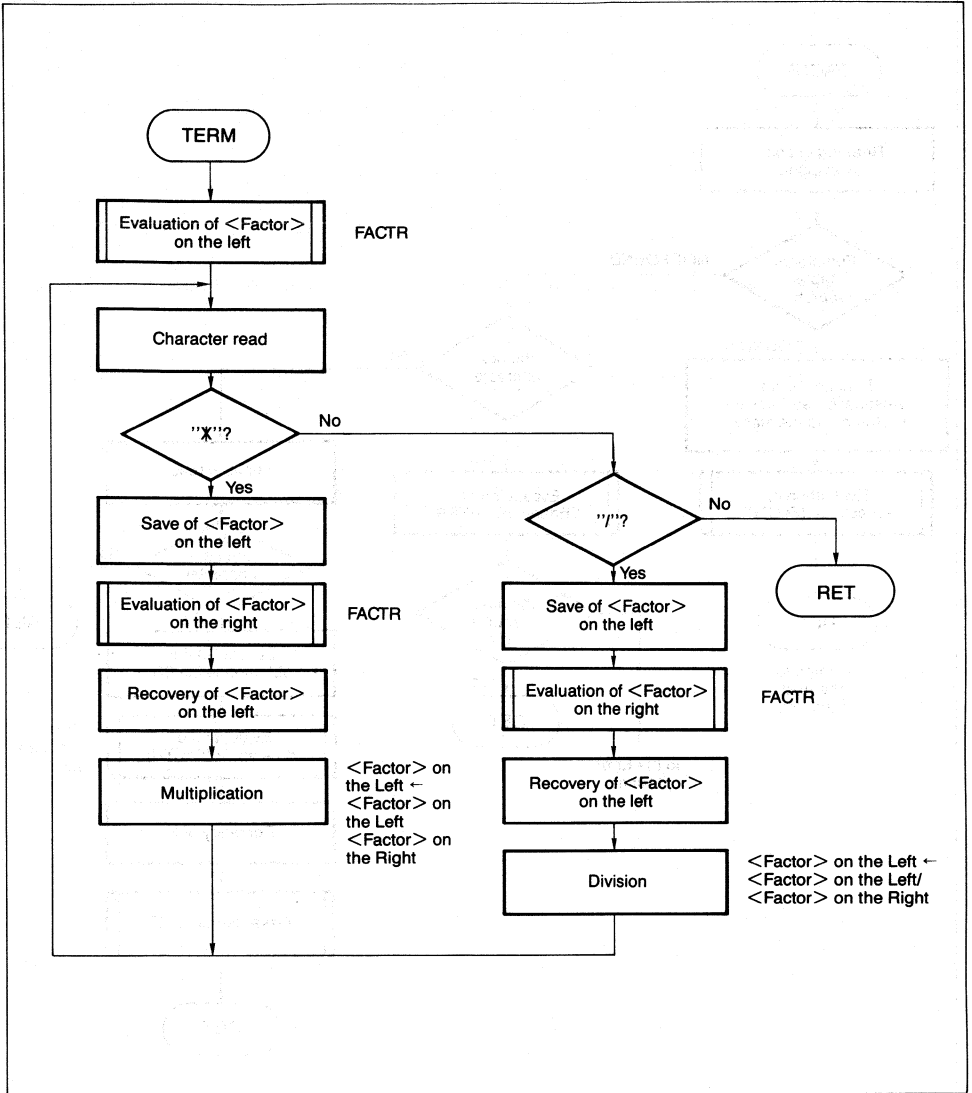 TERM
Evaluation of <Factor>
on the left
FACTR
Character read
''*''?
No
Yes
Save of <Factor>
on the left
Evaluation of <Factor>
on the right
FACTR
Recovery of <Factor>
on the left
Multiplication
<Factor> on
the Left ←
<Factor> on
the Left
<Factor> on
the Right
''/''?
No
Yes
RET
Save of <Factor>
on the left
Evaluation of <Factor>
on the right
FACTR
Recovery of <Factor>
on the left
Division
<Factor> on the Left ←
<Factor> on the Left/
<Factor> on the Right